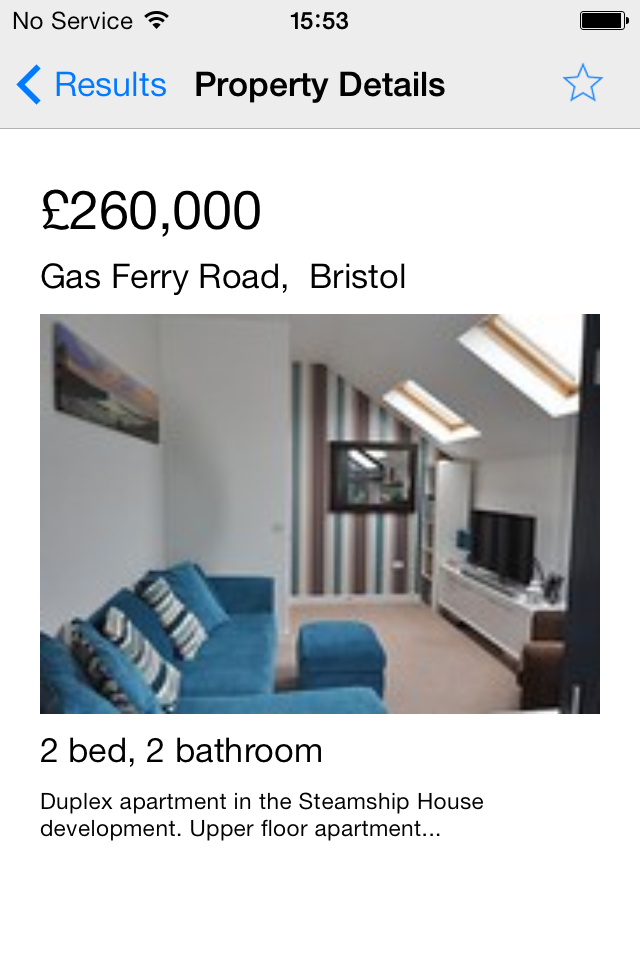 No Service 15:53
Results Property Details
£260,000
Gas Ferry Road, Bristol
2 bed, 2 bathroom
Duplex apartment in the Steamship House
development. Upper floor apartment...